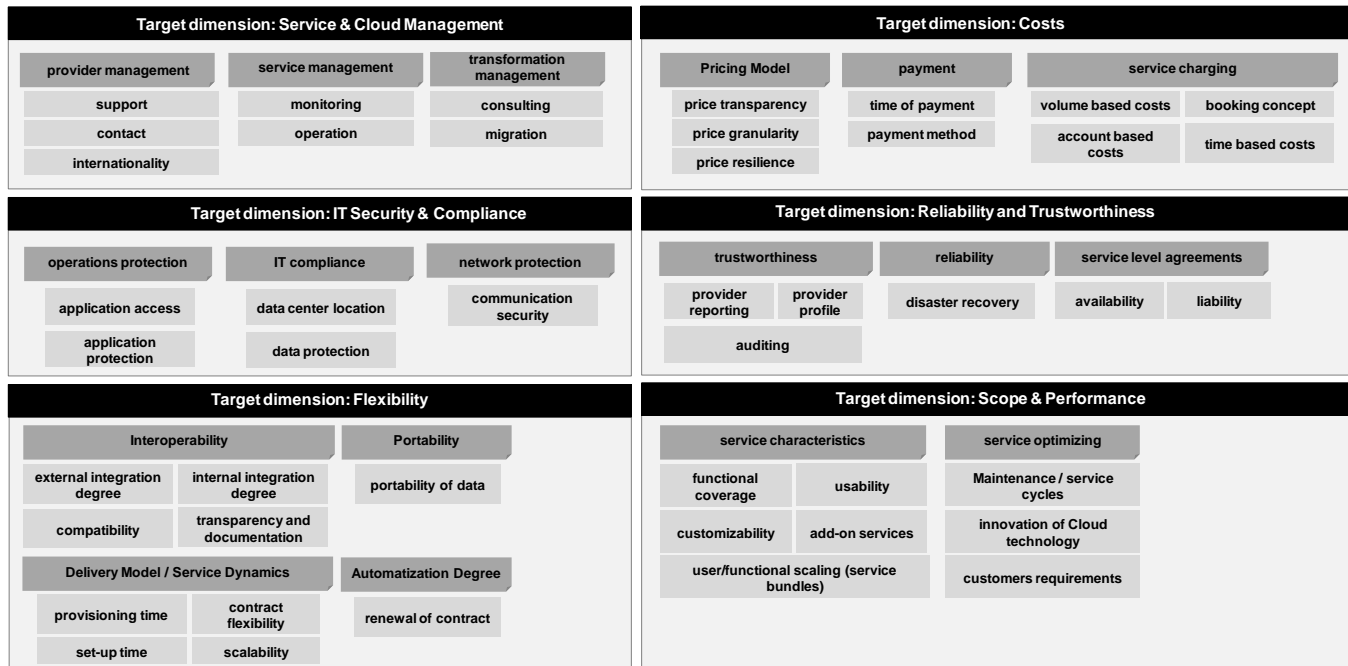 Target dimension: Service & Cloud Management
provider management
support
contact
internationality
service management
monitoring
operation
transformation
management
consulting
migration
Target dimension: Costs
Pricing Model
price transparency
price granularity
price resilience
payment
time of payment
payment method
service charging
volume based costs
booking concept
account based
costs
time based costs
Target dimension: IT Security & Compliance
operations protection
application access
application
protection
IT compliance
data center location
data protection
network protection
communication
security
Target dimension: Reliability and Trustworthiness
trustworthiness
provider
reporting
provider
profile
auditing
reliability
disaster recovery
service level agreements
availability
liability
Target dimension: Flexibility
Interoperability
external integration
degree
internal integration
degree
compatibility
transparency and
documentation
Portability
portability of data
Delivery Model / Service Dynamics
provisioning time
contract
flexibility
set-up time
scalability
Automatization Degree
renewal of contract
Target dimension: Scope & Performance
service characteristics
functional
coverage
usability
customizability
add-on services
user/functional scaling (service
bundles)
service optimizing
Maintenance / service
cycles
innovation of Cloud
technology
customers requirements